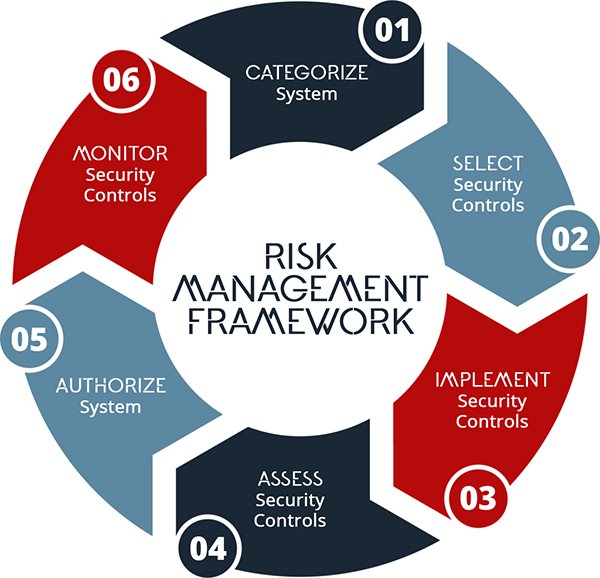 RISK
MANAGEMENT
FRAMEWORK
01
CATEGORIZE
System
02
SELECT
Security
Controls
03
IMPLEMENT
Security
Controls
04
ASSESS
Security
Controls
05
AUTHORIZE
System
06
MONITOR
Security
Controls